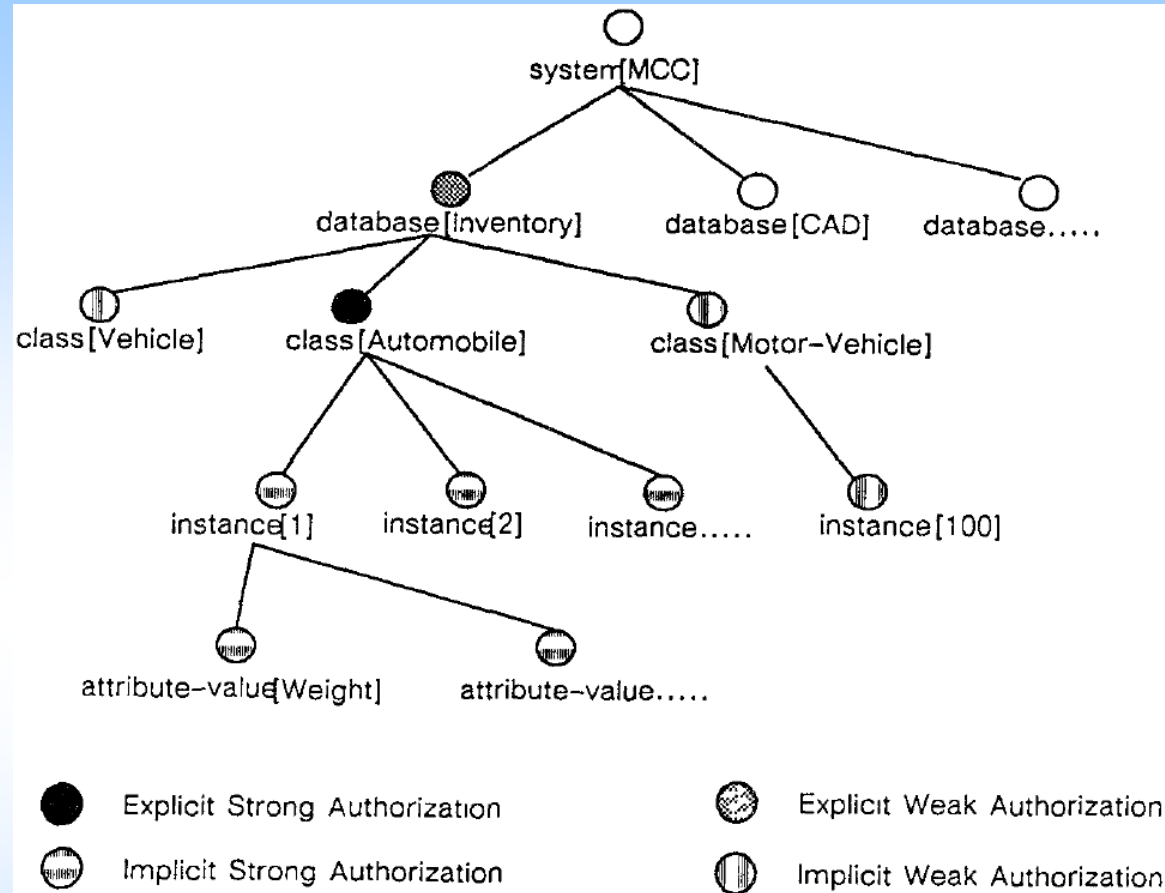 system[MCC]
database[Inventory] database[CAD] database.....
class[Vehicle] class[Automobile] class[Motor-Vehicle]
instance[1] instance[2] instance..... instance[100]
attribute-value[Weight] attribute-value.....
Explicit Strong Authorization Explicit Weak Authorization
Implicit Strong Authorization Implicit Weak Authorization